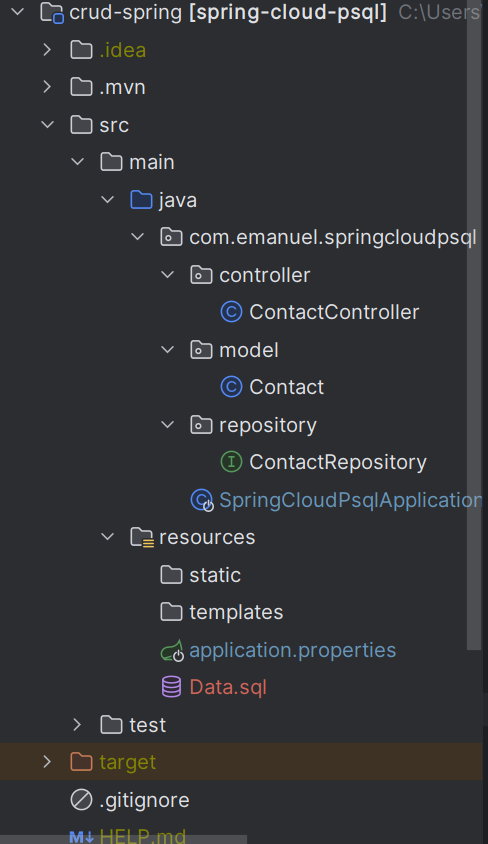 crud-spring [spring-cloud-psql] C:\Users\
.idea
.mvn
src
main
java
com.emanuel.springcloudpsql
controller
ContactController
model
Contact
repository
ContactRepository
SpringCloudPsqlApplication
resources
static
templates
application.properties
Data.sql
test
target
.gitignore
HELP.md